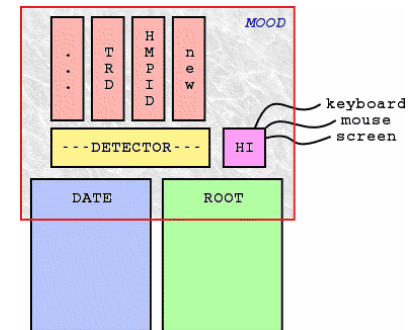 MOOD
...
TRD
HMPID
new
keyboard
mouse
screen
---DETECTOR---
HI
DATE
ROOT